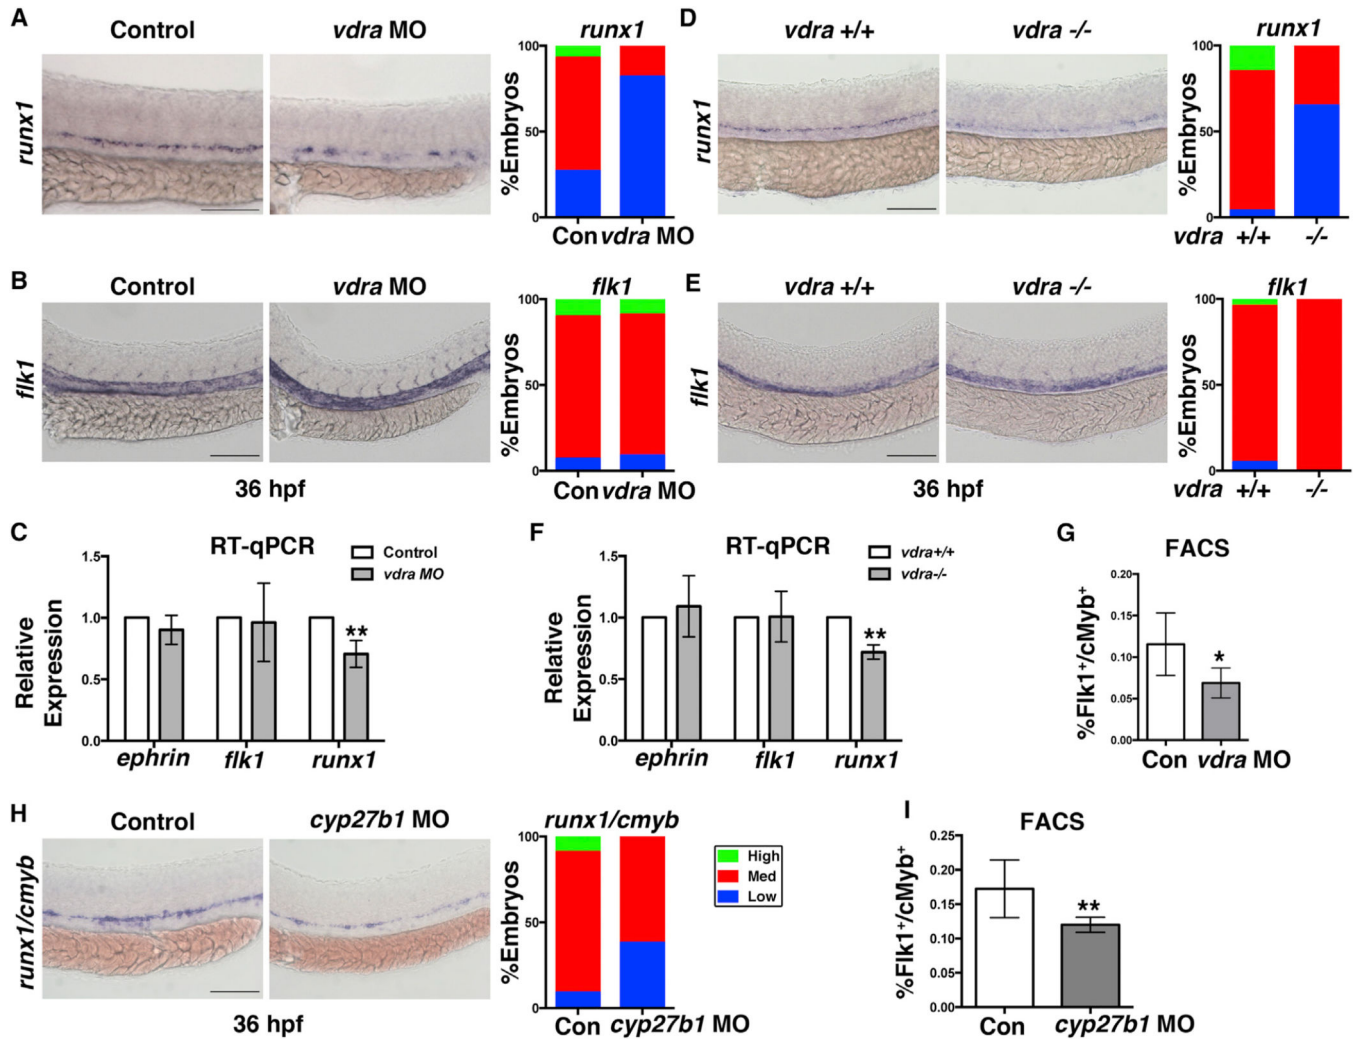 A
Control
vdra MO
runx1
runx1
%Embryos
100
50
0
Con vdra MO
D
vdra +/+
vdra -/-
runx1
runx1
%Embryos
100
50
0
vdra +/+ -/-
B
Control
vdra MO
flk1
flk1
%Embryos
100
50
0
36 hpf
Con vdra MO
E
vdra +/+
vdra -/-
flk1
flk1
%Embryos
100
50
0
36 hpf
vdra +/+ -/-
C
RT-qPCR
Control
vdra MO
Relative
Expression
1.5
1.0
0.5
0.0
**
ephrin flk1 runx1
F
RT-qPCR
vdra+/+
vdra-/-
Relative
Expression
1.5
1.0
0.5
0.0
**
ephrin flk1 runx1
G
FACS
%Flk1+/cMyb+
0.20
0.15
0.10
0.05
0.00
*
Con vdra MO
H
Control
cyp27b1 MO
runx1/cmyb
runx1/cmyb
%Embryos
100
50
0
36 hpf
Con cyp27b1 MO
High
Med
Low
I
FACS
%Flk1+/cMyb+
0.25
0.20
0.15
0.10
0.05
0.00
**
Con cyp27b1 MO